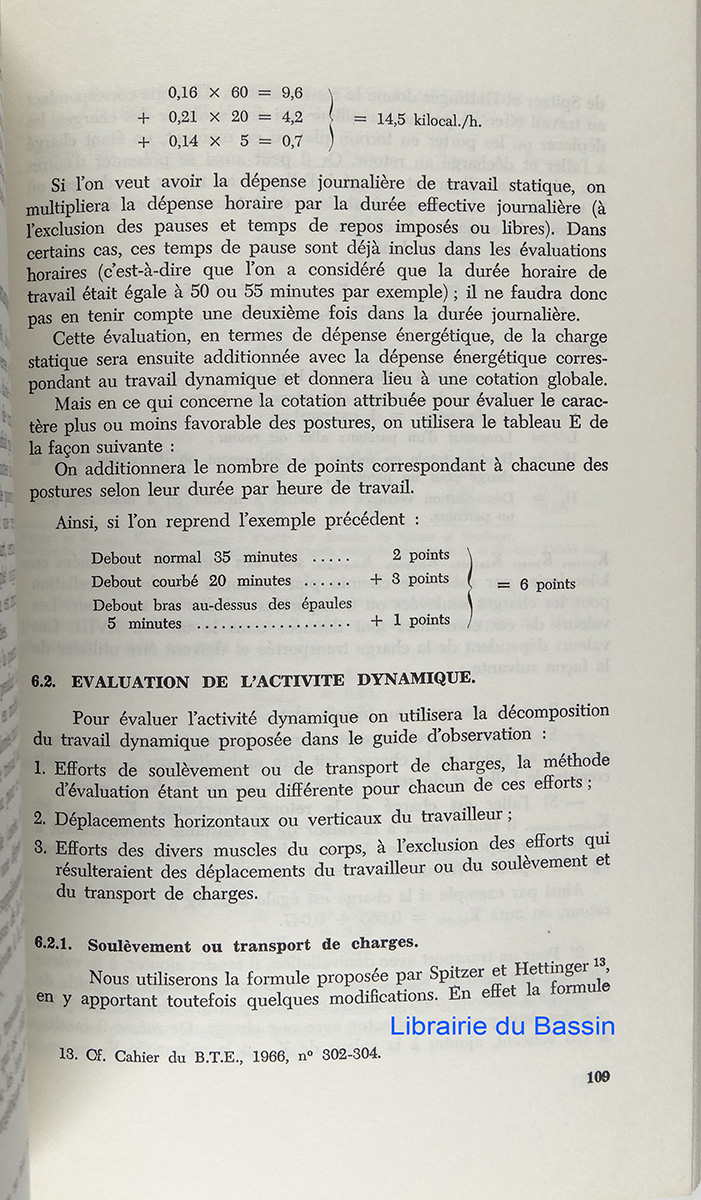 0,16 × 60 = 9,6
+ 0,21 × 20 = 4,2 = 14,5 kilocal./h.
+ 0,14 × 5 = 0,7
Si l'on veut avoir la dépense journalière de travail statique, on
multipliera la dépense horaire par la durée effective journalière (à
l'exclusion des pauses et temps de repos imposés ou libres). Dans
certains cas, ces temps de pause sont déjà inclus dans les évaluations
horaires (c'est-à-dire que l'on a considéré que la durée horaire de
travail était égale à 50 ou 55 minutes par exemple) ; il ne faudra donc
pas en tenir compte une deuxième fois dans la durée journalière.
Cette évaluation, en termes de dépense énergétique, de la charge
statique sera ensuite additionnée avec la dépense énergétique corres-
pondant au travail dynamique et donnera lieu à une cotation globale.
Mais en ce qui concerne la cotation attribuée pour évaluer le carac-
tère plus ou moins favorable des postures, on utilisera le tableau E de
la façon suivante :
On additionnera le nombre de points correspondant à chacune des
postures selon leur durée par heure de travail.
Ainsi, si l'on reprend l'exemple précédent :
Debout normal 35 minutes ..... 2 points
Debout courbé 20 minutes ...... + 3 points = 6 points
Debout bras au-dessus des épaules
5 minutes ................... + 1 points
6.2. EVALUATION DE L'ACTIVITE DYNAMIQUE.
Pour évaluer l'activité dynamique on utilisera la décomposition
du travail dynamique proposée dans le guide d'observation :
1. Efforts de soulèvement ou de transport de charges, la méthode
d'évaluation étant un peu différente pour chacun de ces efforts ;
2. Déplacements horizontaux ou verticaux du travailleur ;
3. Efforts des divers muscles du corps, à l'exclusion des efforts qui
résulteraient des déplacements du travailleur ou du soulèvement et
du transport de charges.
6.2.1. Soulèvement ou transport de charges.
Nous utiliserons la formule proposée par Spitzer et Hettinger 13,
en y apportant toutefois quelques modifications. En effet la formule
Librairie du Bassin
13. Cf. Cahier du B.T.E., 1966, n° 302-304.
109